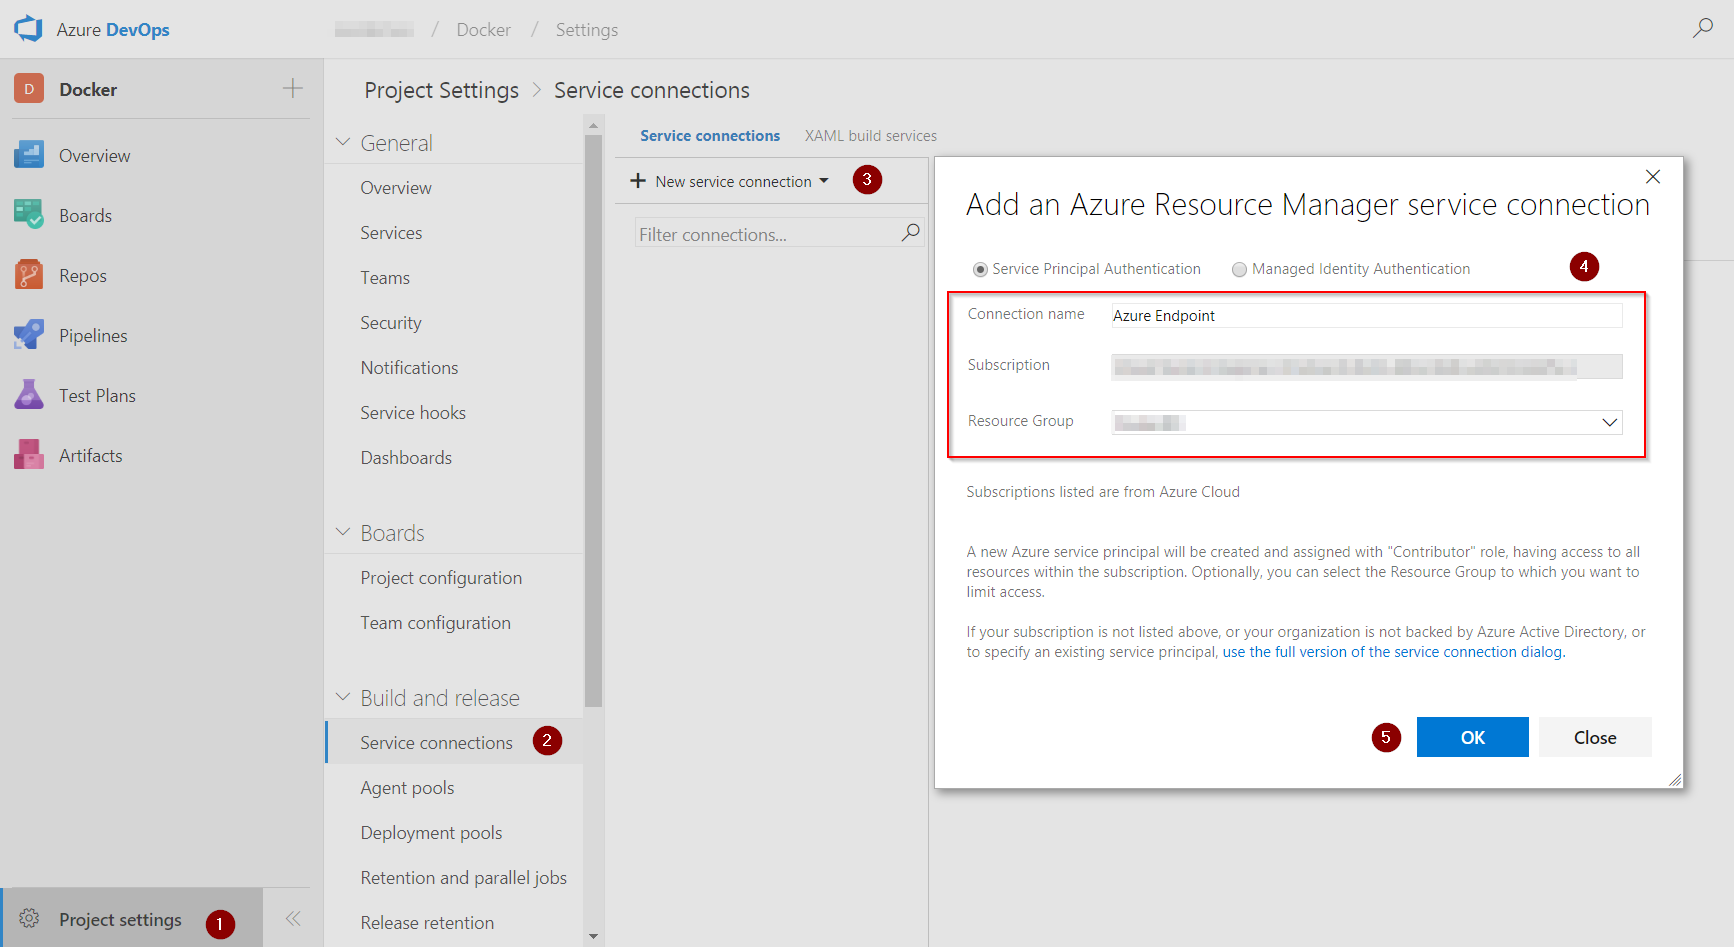 Azure DevOps
/ Docker / Settings
D Docker
Overview
Boards
Repos
Pipelines
Test Plans
Artifacts
Project settings 1
Project Settings > Service connections
General
Overview
Services
Teams
Security
Notifications
Service hooks
Dashboards
Boards
Project configuration
Team configuration
Build and release
Service connections 2
Agent pools
Deployment pools
Retention and parallel jobs
Release retention
Service connections XAML build services
+ New service connection 3
Filter connections...
Add an Azure Resource Manager service connection
Service Principal Authentication Managed Identity Authentication 4
Connection name Azure Endpoint
Subscription
Resource Group
Subscriptions listed are from Azure Cloud
A new Azure service principal will be created and assigned with "Contributor" role, having access to all
resources within the subscription. Optionally, you can select the Resource Group to which you want to
limit access.
If your subscription is not listed above, or your organization is not backed by Azure Active Directory, or
to specify an existing service principal, use the full version of the service connection dialog.
5 OK Close